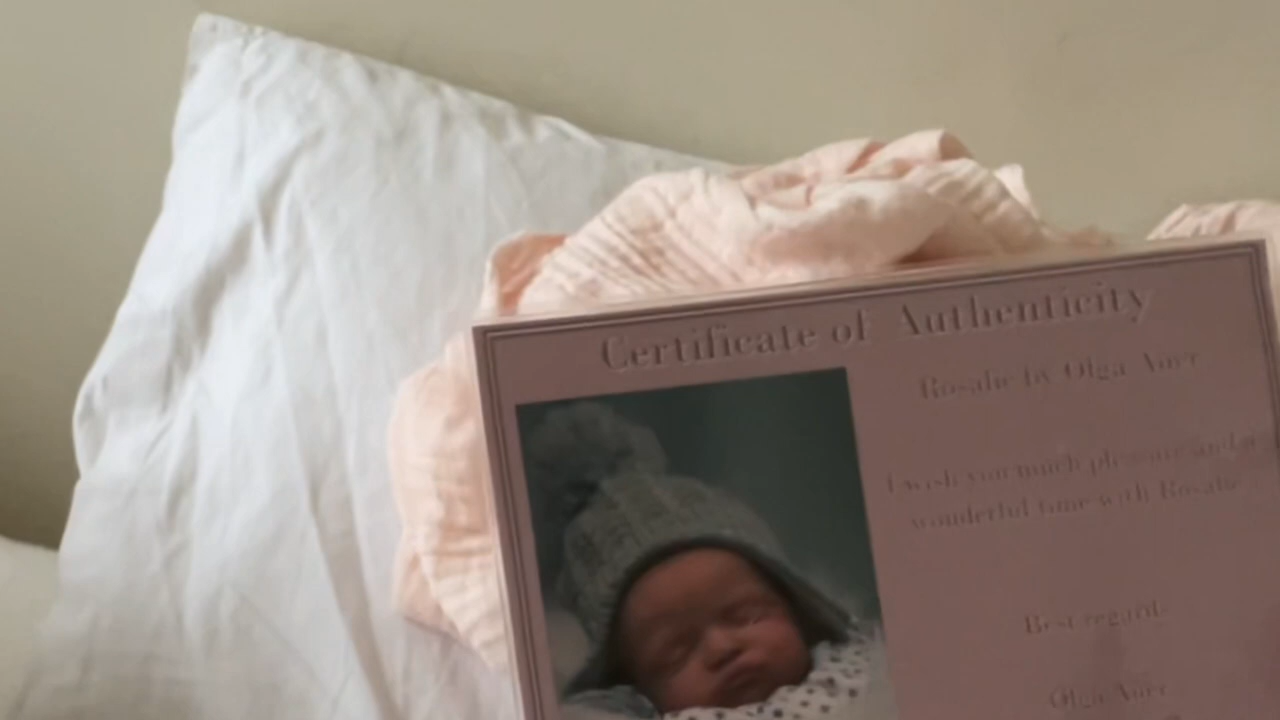 Certificate of Authenticity
Rosalie by Olga Auer
I wish you much pleasure and a
wonderful time with Rosalie
Best regards
Olga Auer